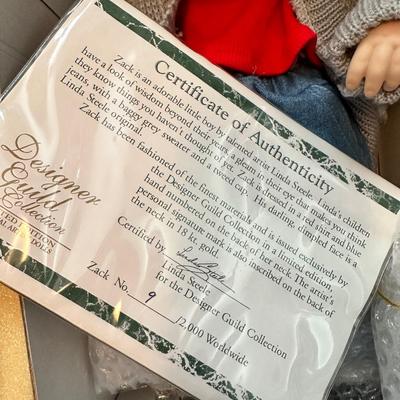 Certificate of Authenticity
Zack is an adorable little boy by talented artist Linda Steele. Linda's children
have a look of wisdom beyond their years, a gleam in their eye that makes you think
they know things you haven't thought of yet. Zack is dressed in a red shirt and blue
jeans, with a baggy grey sweater and a tweed cap. His darling dimpled face is a
Linda Steele original.
Zack has been fashioned of the finest materials and is issued exclusively by
the Designer Guild Collection in a limited edition,
hand numbered on the back of her neck. The artist's
personal signature mark is also inscribed on the back of
the neck in 18 kt. gold.
Designer
Guild
Collection
DOLLS
Certified by
Linda Steele
for the Designer Guild Collection
Zack No. 9 /2,000 Worldwide